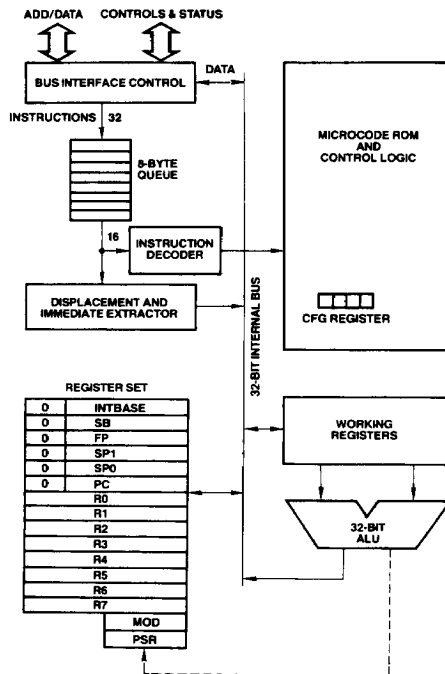 ADD/DATA
CONTROLS & STATUS
BUS INTERFACE CONTROL
DATA
INSTRUCTIONS
32
8-BYTE
QUEUE
16
INSTRUCTION
DECODER
DISPLACEMENT AND
IMMEDIATE EXTRACTOR
MICROCODE ROM
AND
CONTROL LOGIC
CFG REGISTER
32-BIT INTERNAL BUS
REGISTER SET
0 INTBASE
0 SB
0 FP
0 SP1
0 SP0
0 PC
R0
R1
R2
R3
R4
R5
R6
R7
MOD
PSR
WORKING
REGISTERS
32-BIT
ALU